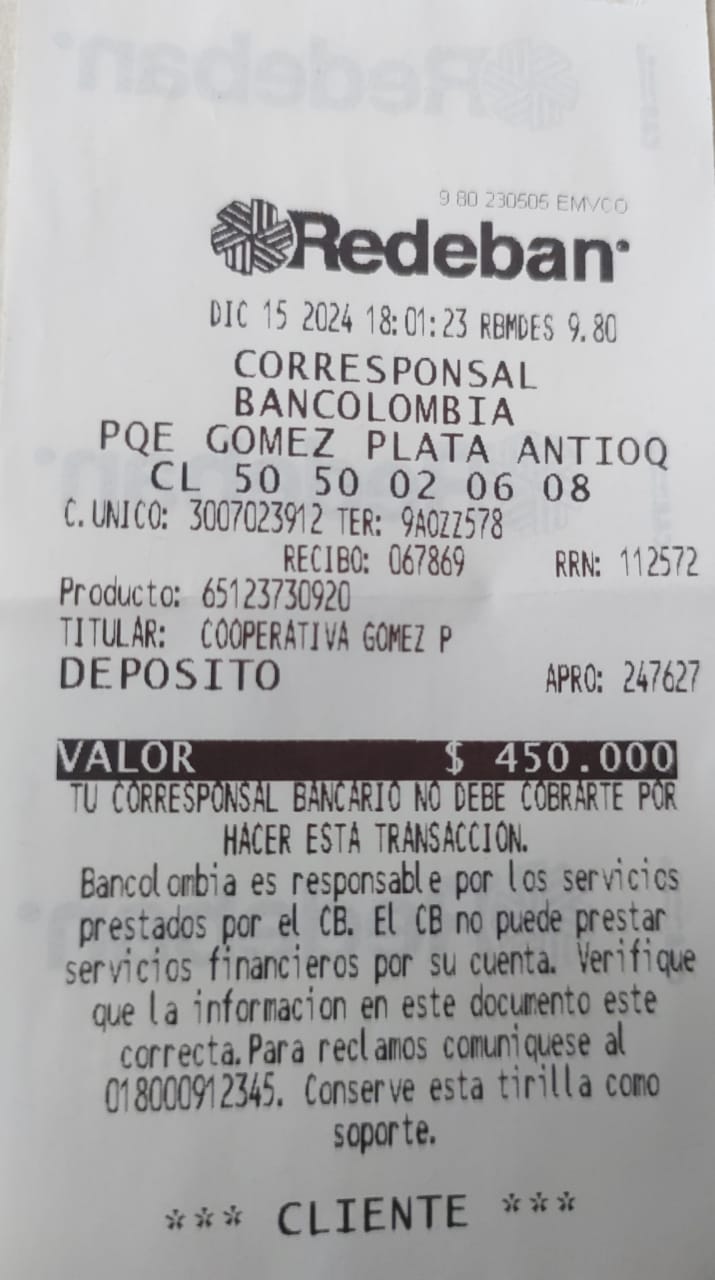 9 80 230505 EMVCO
Redeban
DIC 15 2024 18:01:23 RBMDES 9.80
CORRESPONSAL
BANCOLOMBIA
PQE GOMEZ PLATA ANTIOQ
CL 50 50 02 06 08
C. UNICO: 3007023912 TER: 9A0ZZ578
RECIBO: 067869 RRN: 112572
Producto: 65123730920
TITULAR: COOPERATIVA GOMEZ P
DEPOSITO APRO: 247627
VALOR $ 450.000
TU CORRESPONSAL BANCARIO NO DEBE COBRARTE POR
HACER ESTA TRANSACCION.
Bancolombia es responsable por los servicios
prestados por el CB. El CB no puede prestar
servicios financieros por su cuenta. Verifique
que la informacion en este documento este
correcta. Para reclamos comuniquese al
018000912345. Conserve esta tirilla como
soporte.
*** CLIENTE ***